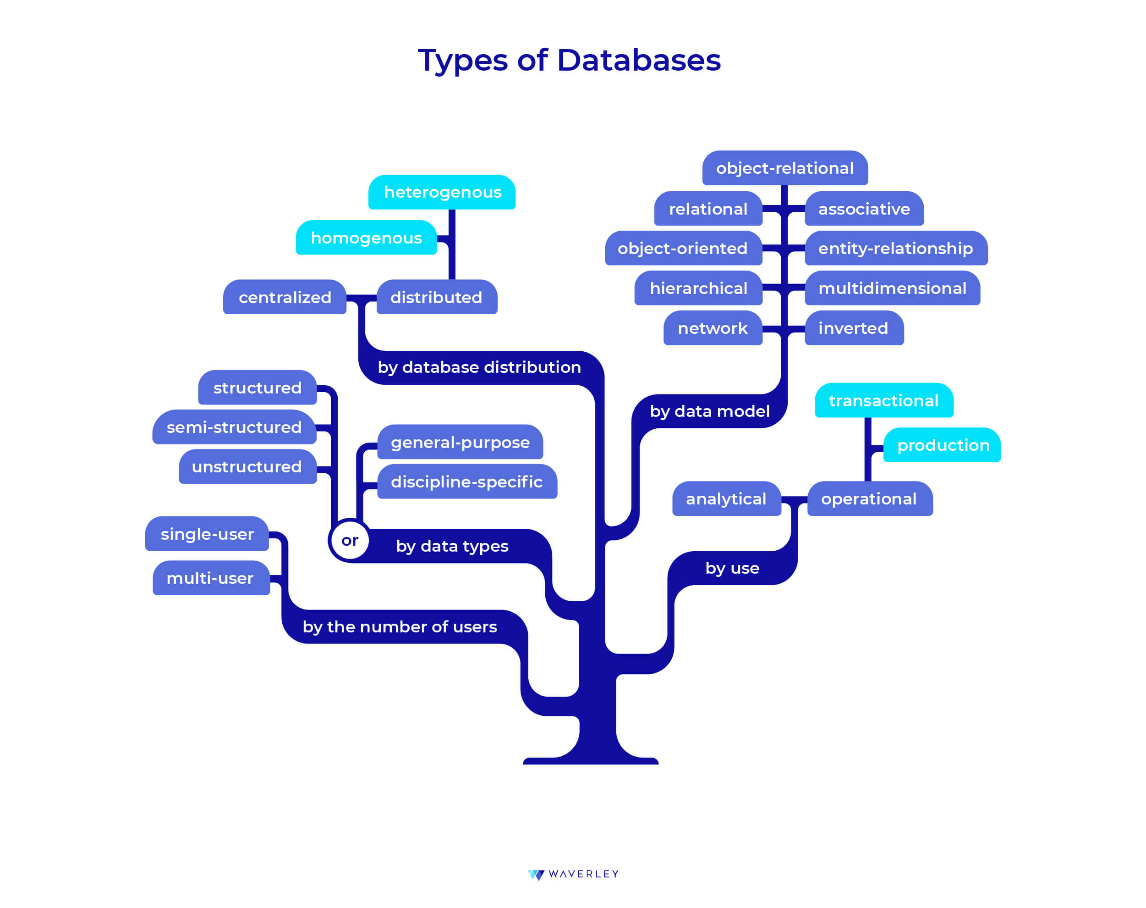 Types of Databases
heterogenous
homogenous
centralized
distributed
by database distribution
structured
semi-structured
unstructured
general-purpose
discipline-specific
or
by data types
single-user
multi-user
by the number of users
object-relational
relational
associative
object-oriented
entity-relationship
hierarchical
multidimensional
network
inverted
by data model
transactional
production
analytical
operational
by use
WAVERLEY